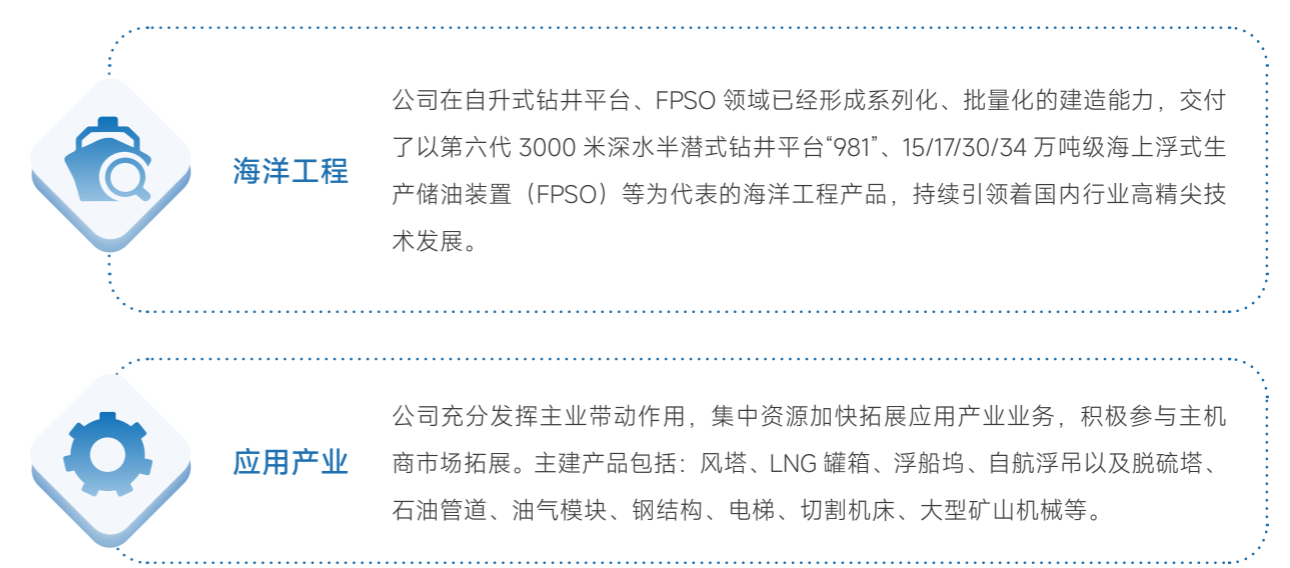 海洋工程
公司在自升式钻井平台、FPSO 领域已经形成系列化、批量化的建造能力，交付
了以第六代 3000 米深水半潜式钻井平台“981”、15/17/30/34 万吨级海上浮式生
产储油装置（FPSO）等为代表的海洋工程产品，持续引领着国内行业高精尖技
术发展。
应用产业
公司充分发挥主业带动作用，集中资源加快拓展应用产业业务，积极参与主机
商市场拓展。主建产品包括：风塔、LNG 罐箱、浮船坞、自航浮吊以及脱硫塔、
石油管道、油气模块、钢结构、电梯、切割机床、大型矿山机械等。